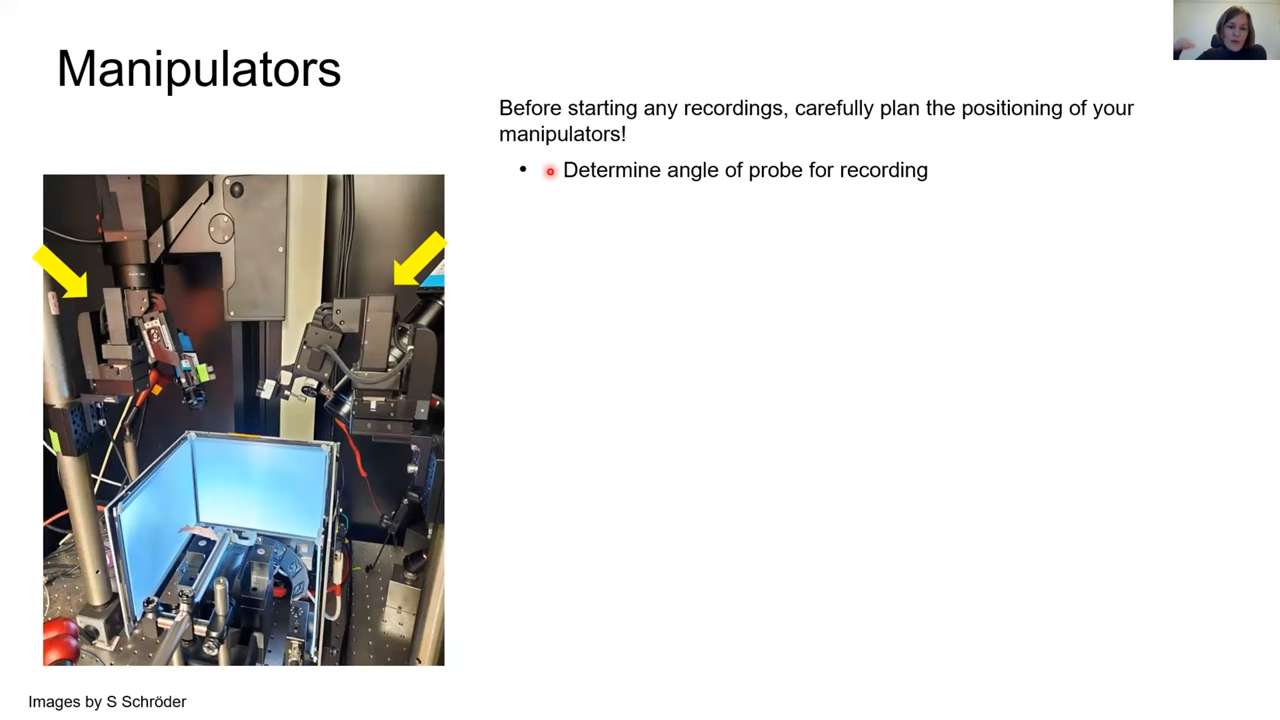 Manipulators
Before starting any recordings, carefully plan the positioning of your
manipulators!
• Determine angle of probe for recording
Images by S Schröder